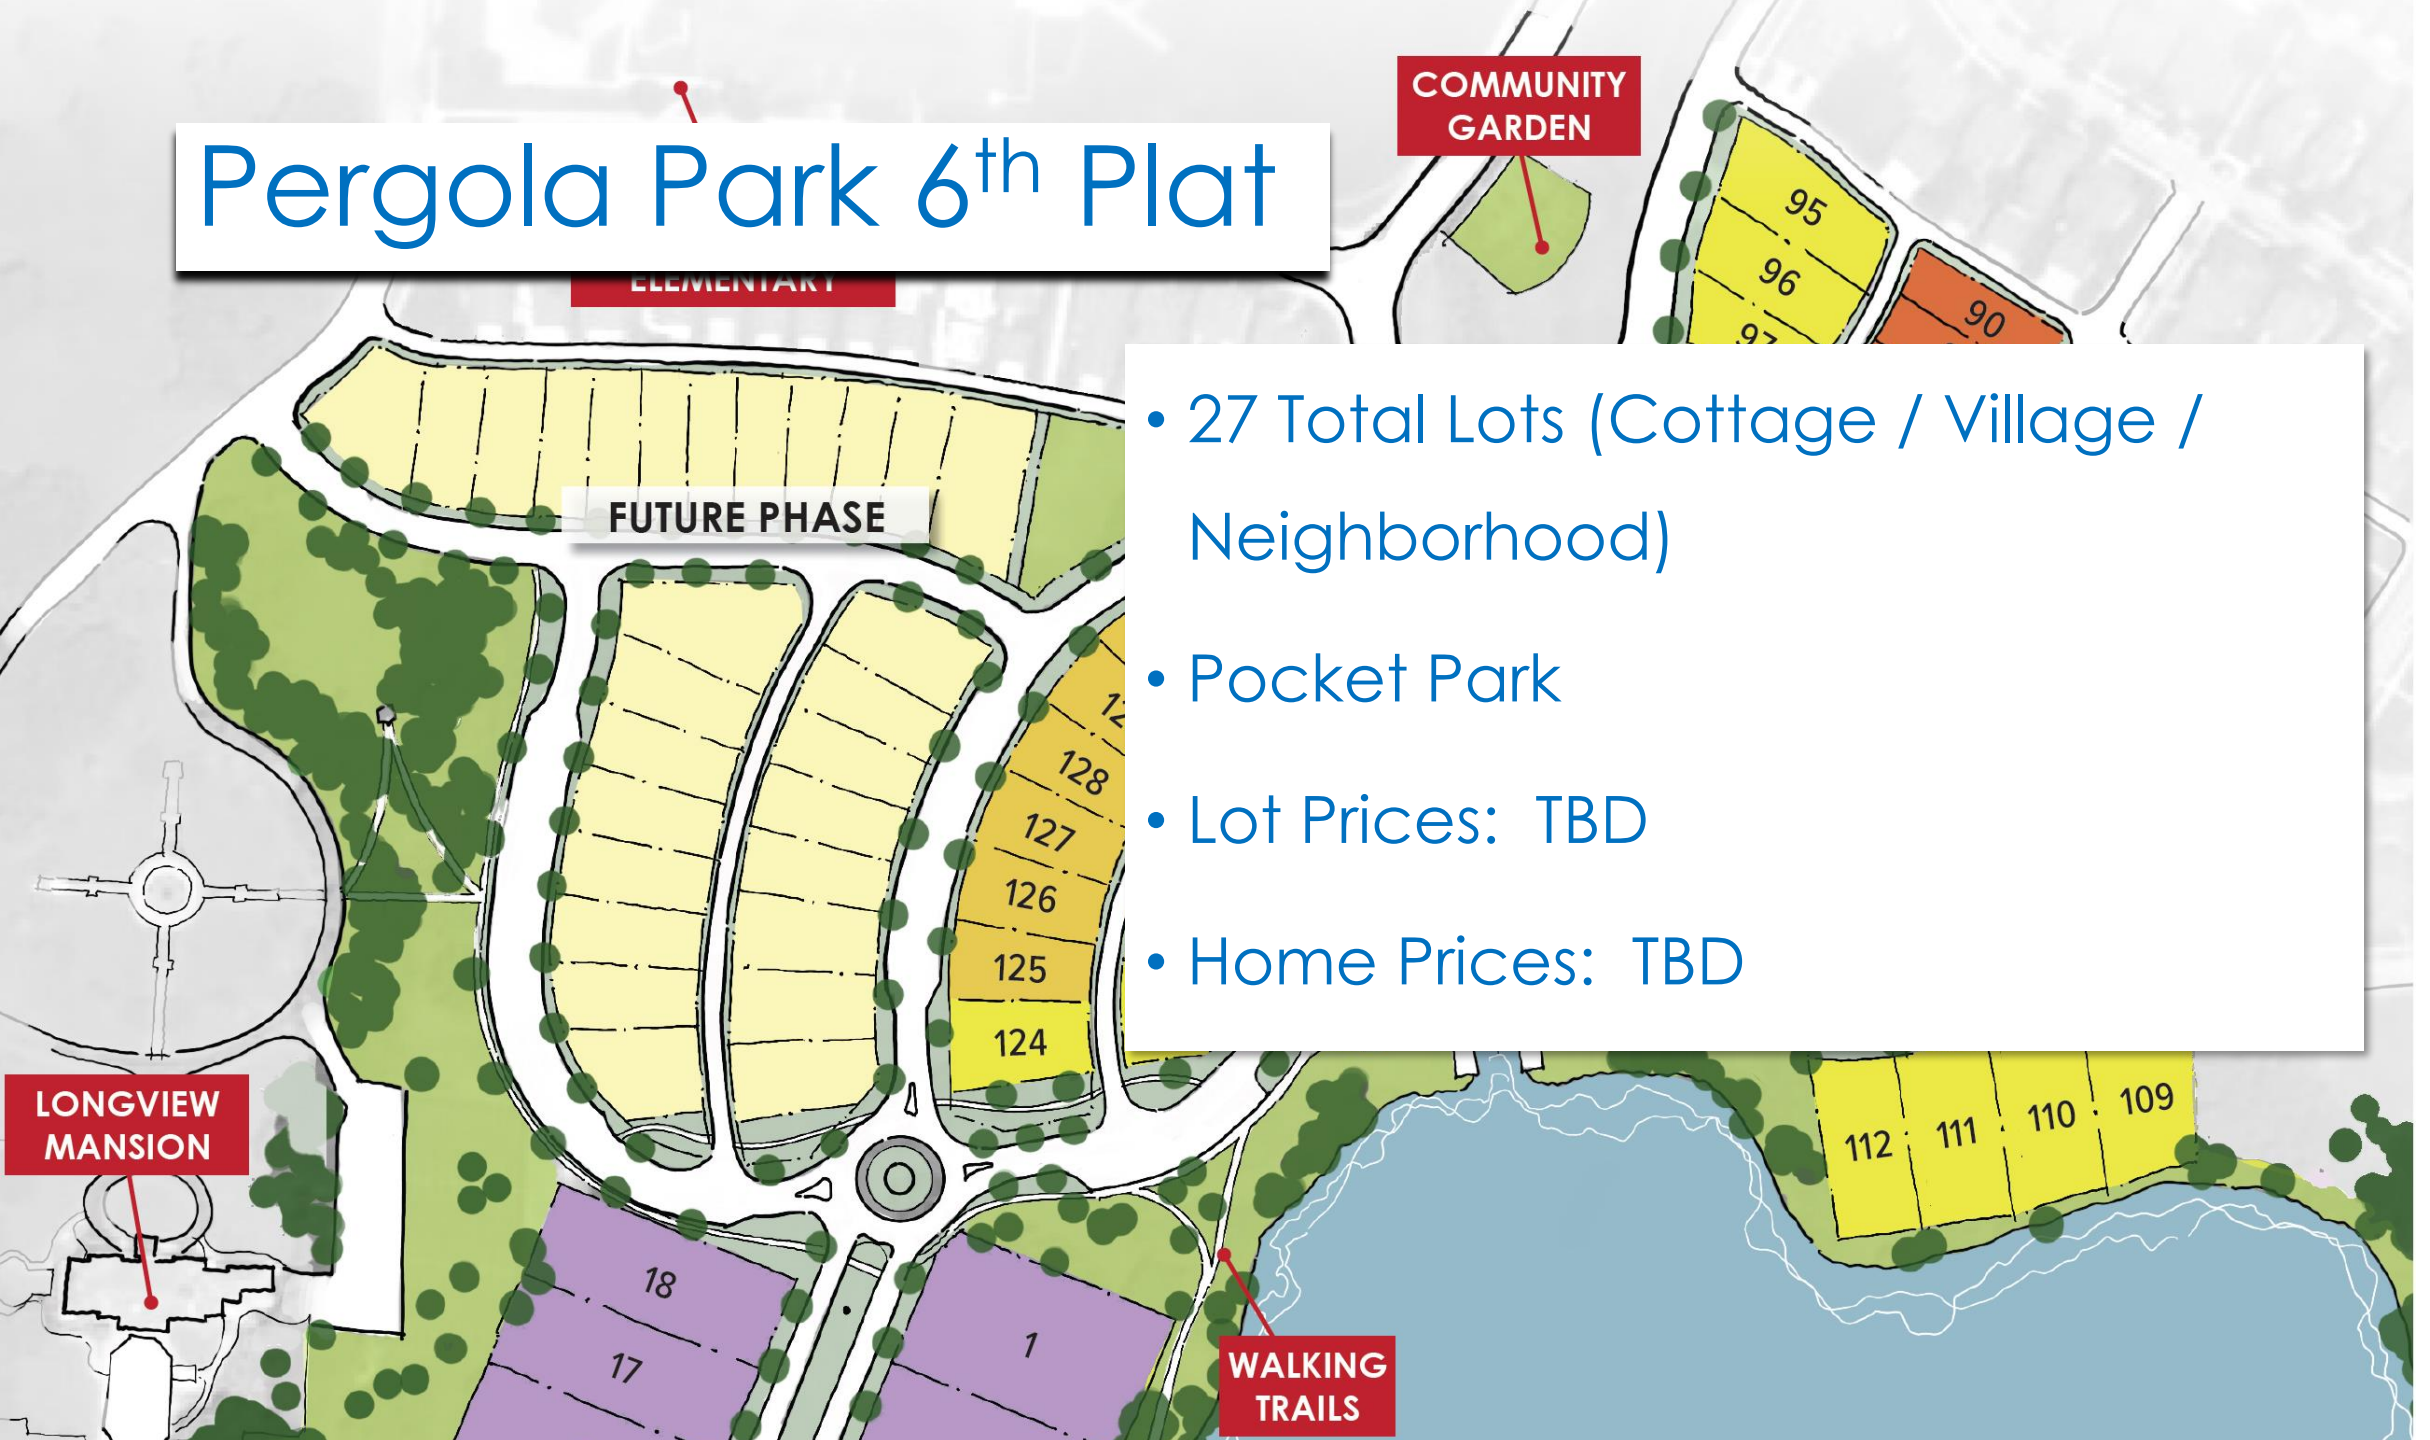 COMMUNITY
GARDEN
Pergola Park 6th Plat
ELEMENTARY
95
96
97
90
• 27 Total Lots (Cottage / Village /
Neighborhood)
• Pocket Park
• Lot Prices: TBD
• Home Prices: TBD
FUTURE PHASE
128
127
126
125
124
LONGVIEW
MANSION
112
111
110
109
18
17
1
WALKING
TRAILS